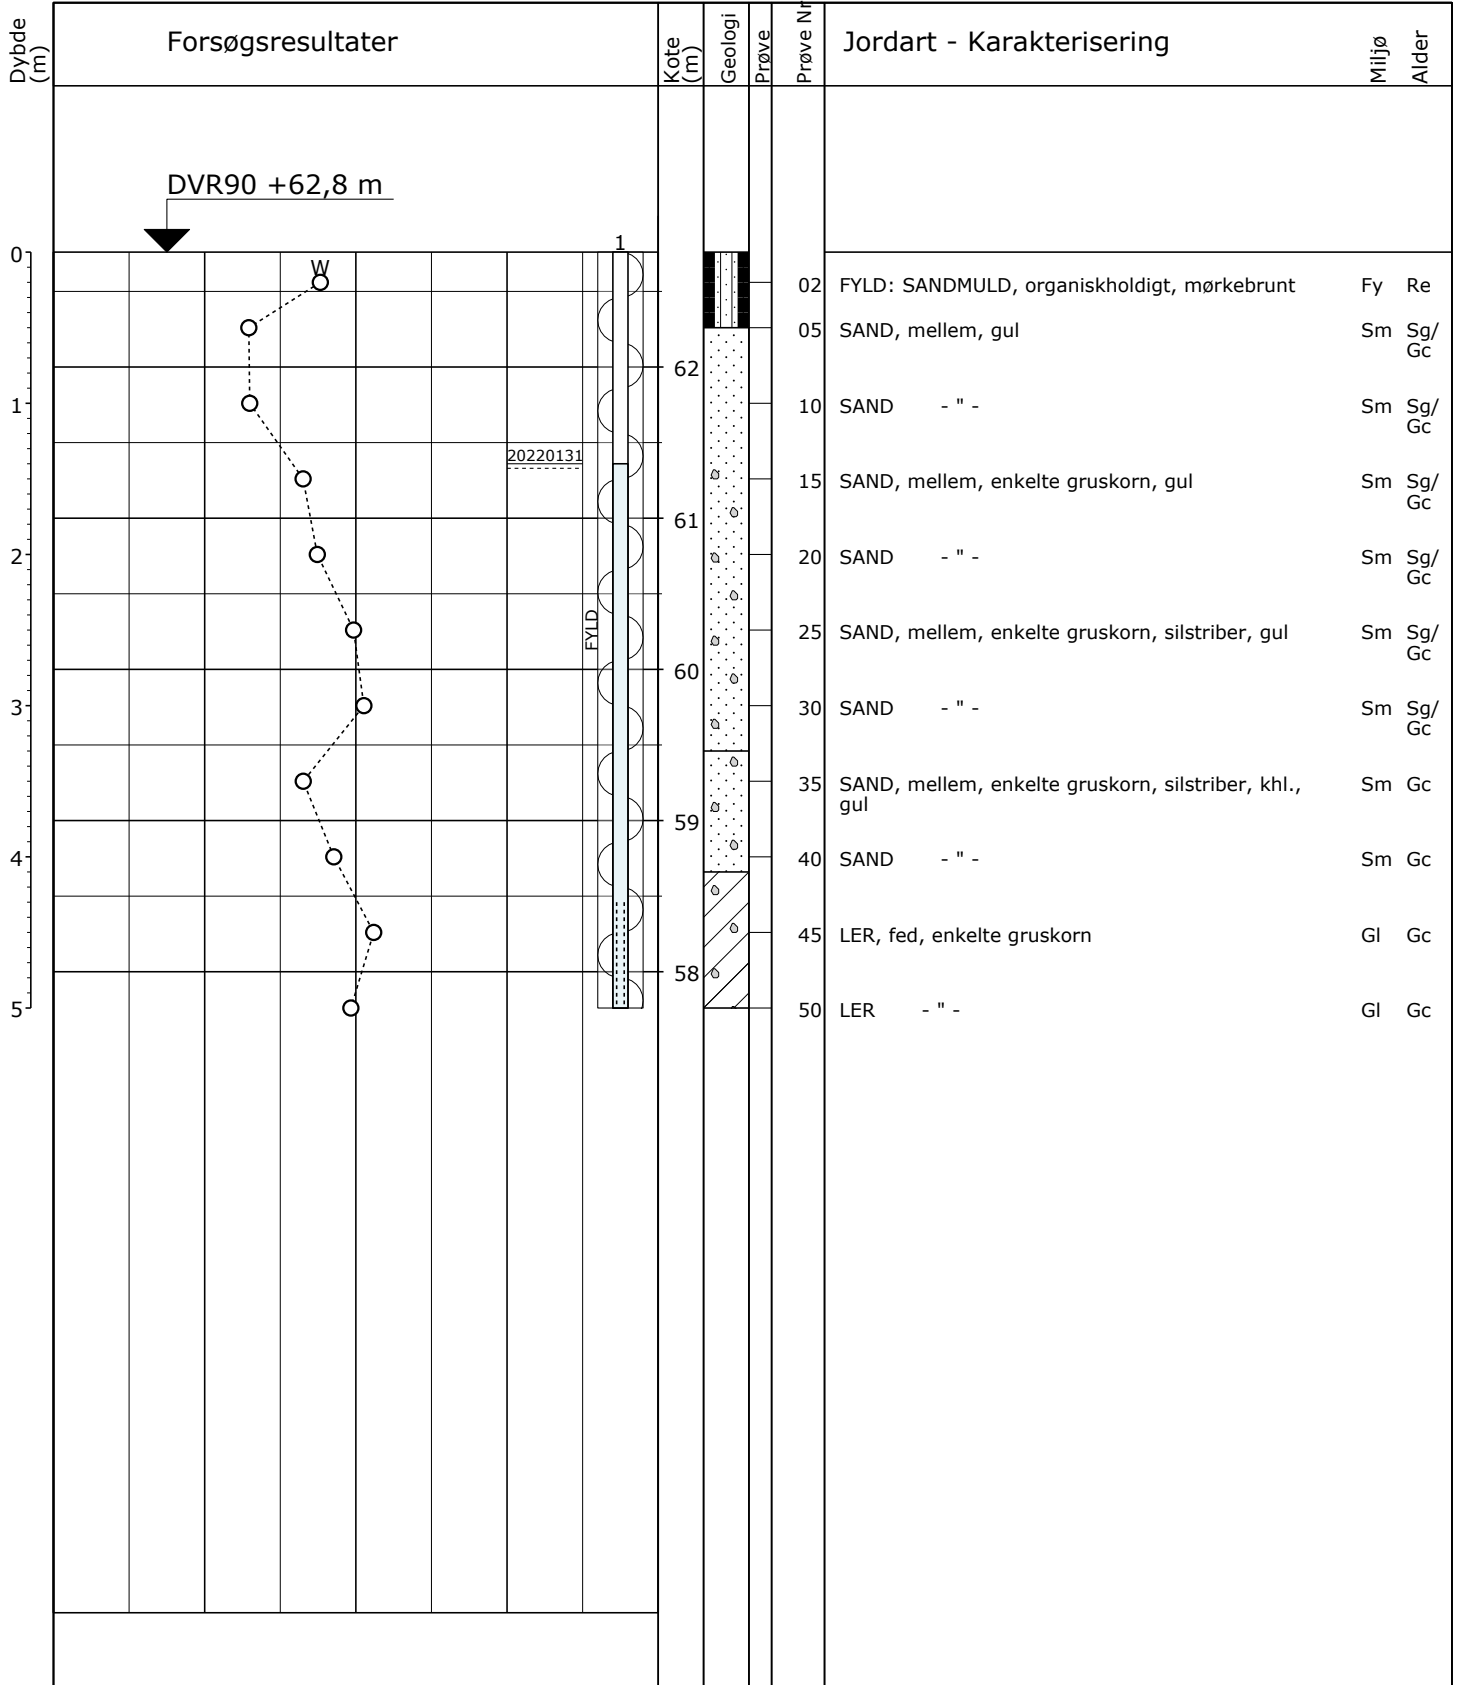 Dybde
(m)
Forsøgsresultater
Kote
(m)
Geologi
Prøve
Prøve Nr
Jordart - Karakterisering
Miljø
Alder
DVR90 +62,8 m
0
1
W
02 FYLD: SANDMULD, organiskholdigt, mørkebrunt Fy Re
05 SAND, mellem, gul Sm Sg/
Gc
62
1
10 SAND - " - Sm Sg/
Gc
20220131
15 SAND, mellem, enkelte gruskorn, gul Sm Sg/
Gc
61
2
20 SAND - " - Sm Sg/
Gc
FYLD
25 SAND, mellem, enkelte gruskorn, silstriber, gul Sm Sg/
Gc
60
3
30 SAND - " - Sm Sg/
Gc
35 SAND, mellem, enkelte gruskorn, silstriber, khl., Sm Gc
gul
59
4
40 SAND - " - Sm Gc
45 LER, fed, enkelte gruskorn Gl Gc
58
5
50 LER - " - Gl Gc